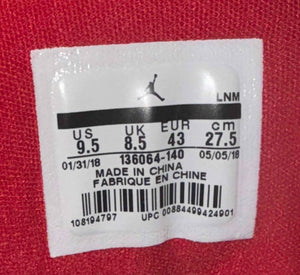 LNM
US UK EUR cm
9.5 8.5 43 27.5
01/31/18 136064-140 05/05/18
MADE IN CHINA
FABRIQUE EN CHINE
108194797 UPC 00884499424901